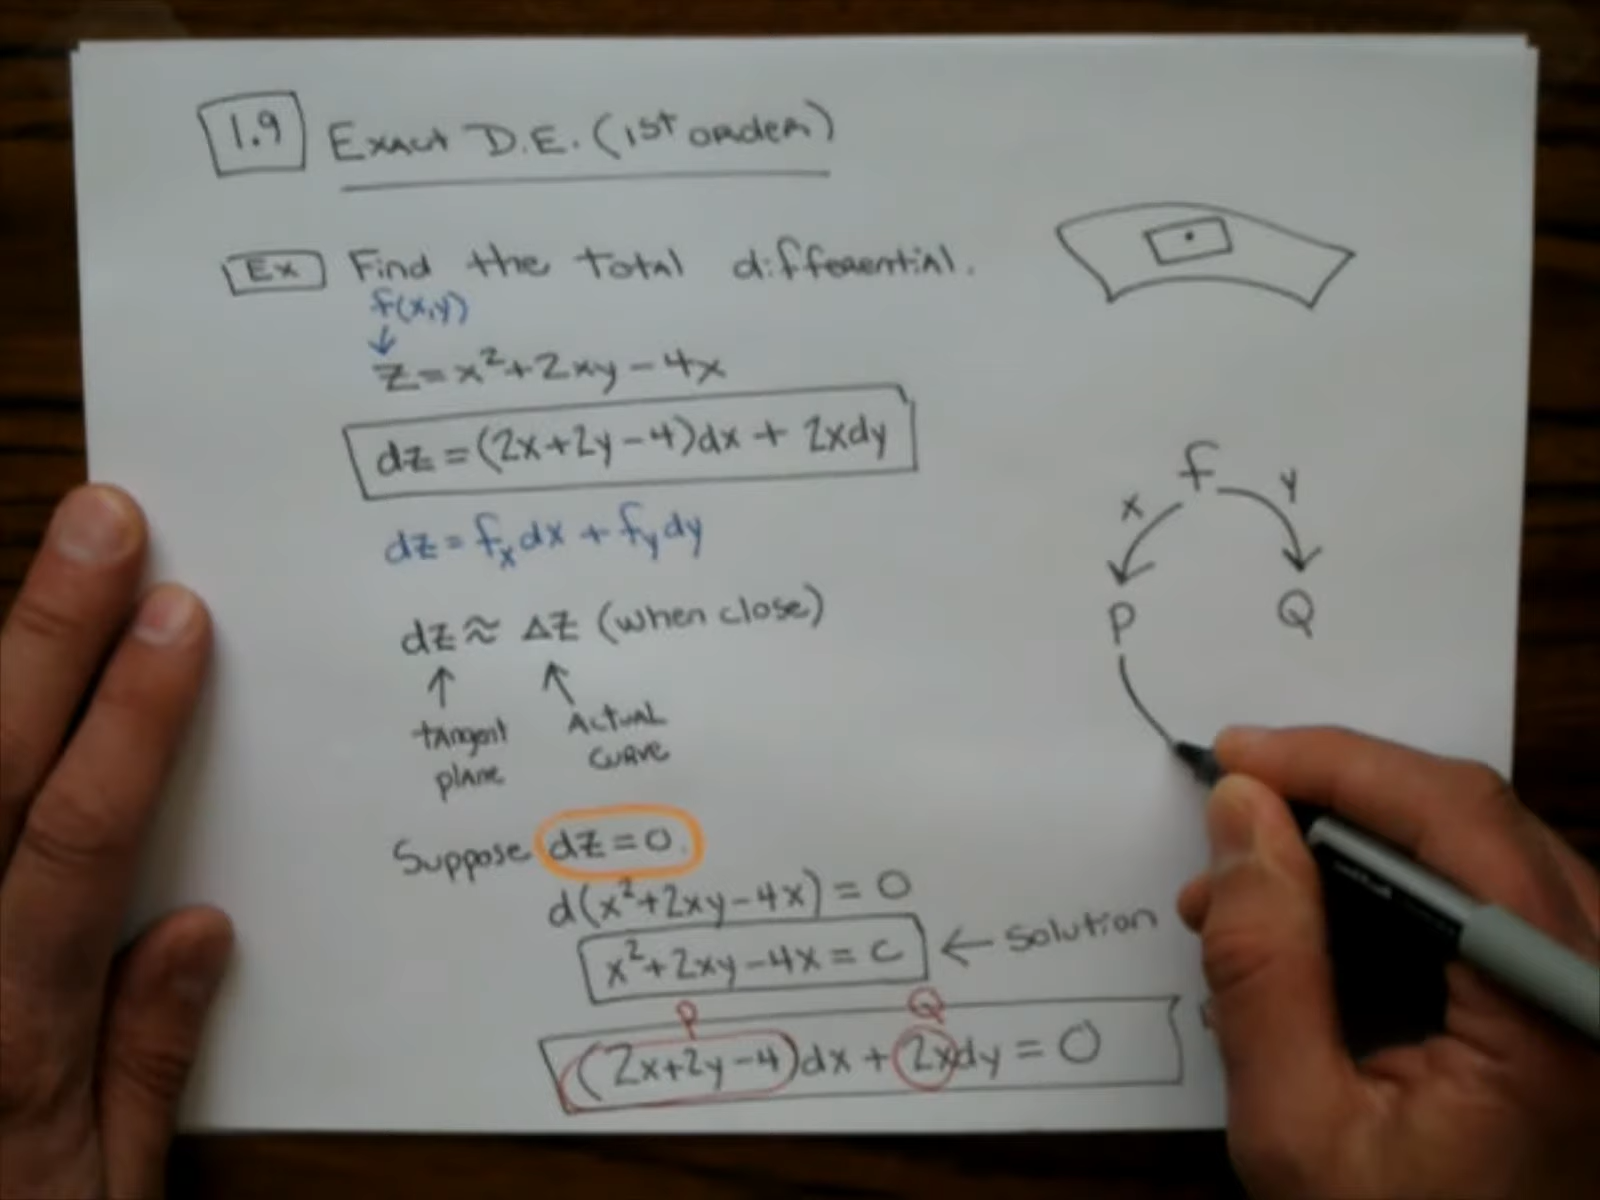 1.9 Exact D.E. (1st order)
Ex Find the total differential.
f(x,y)
↓
z = x² + 2xy - 4x
dz = (2x+2y-4)dx + 2xdy
dz = f_x dx + f_y dy
dz ≈ Δz (when close)
↑ ↑
tangent plane
Actual curve
Suppose dz = 0
d(x²+2xy-4x) = 0
x²+2xy-4x = c ← Solution
P Q
(2x+2y-4)dx + 2xdy = 0
f
x y
P Q